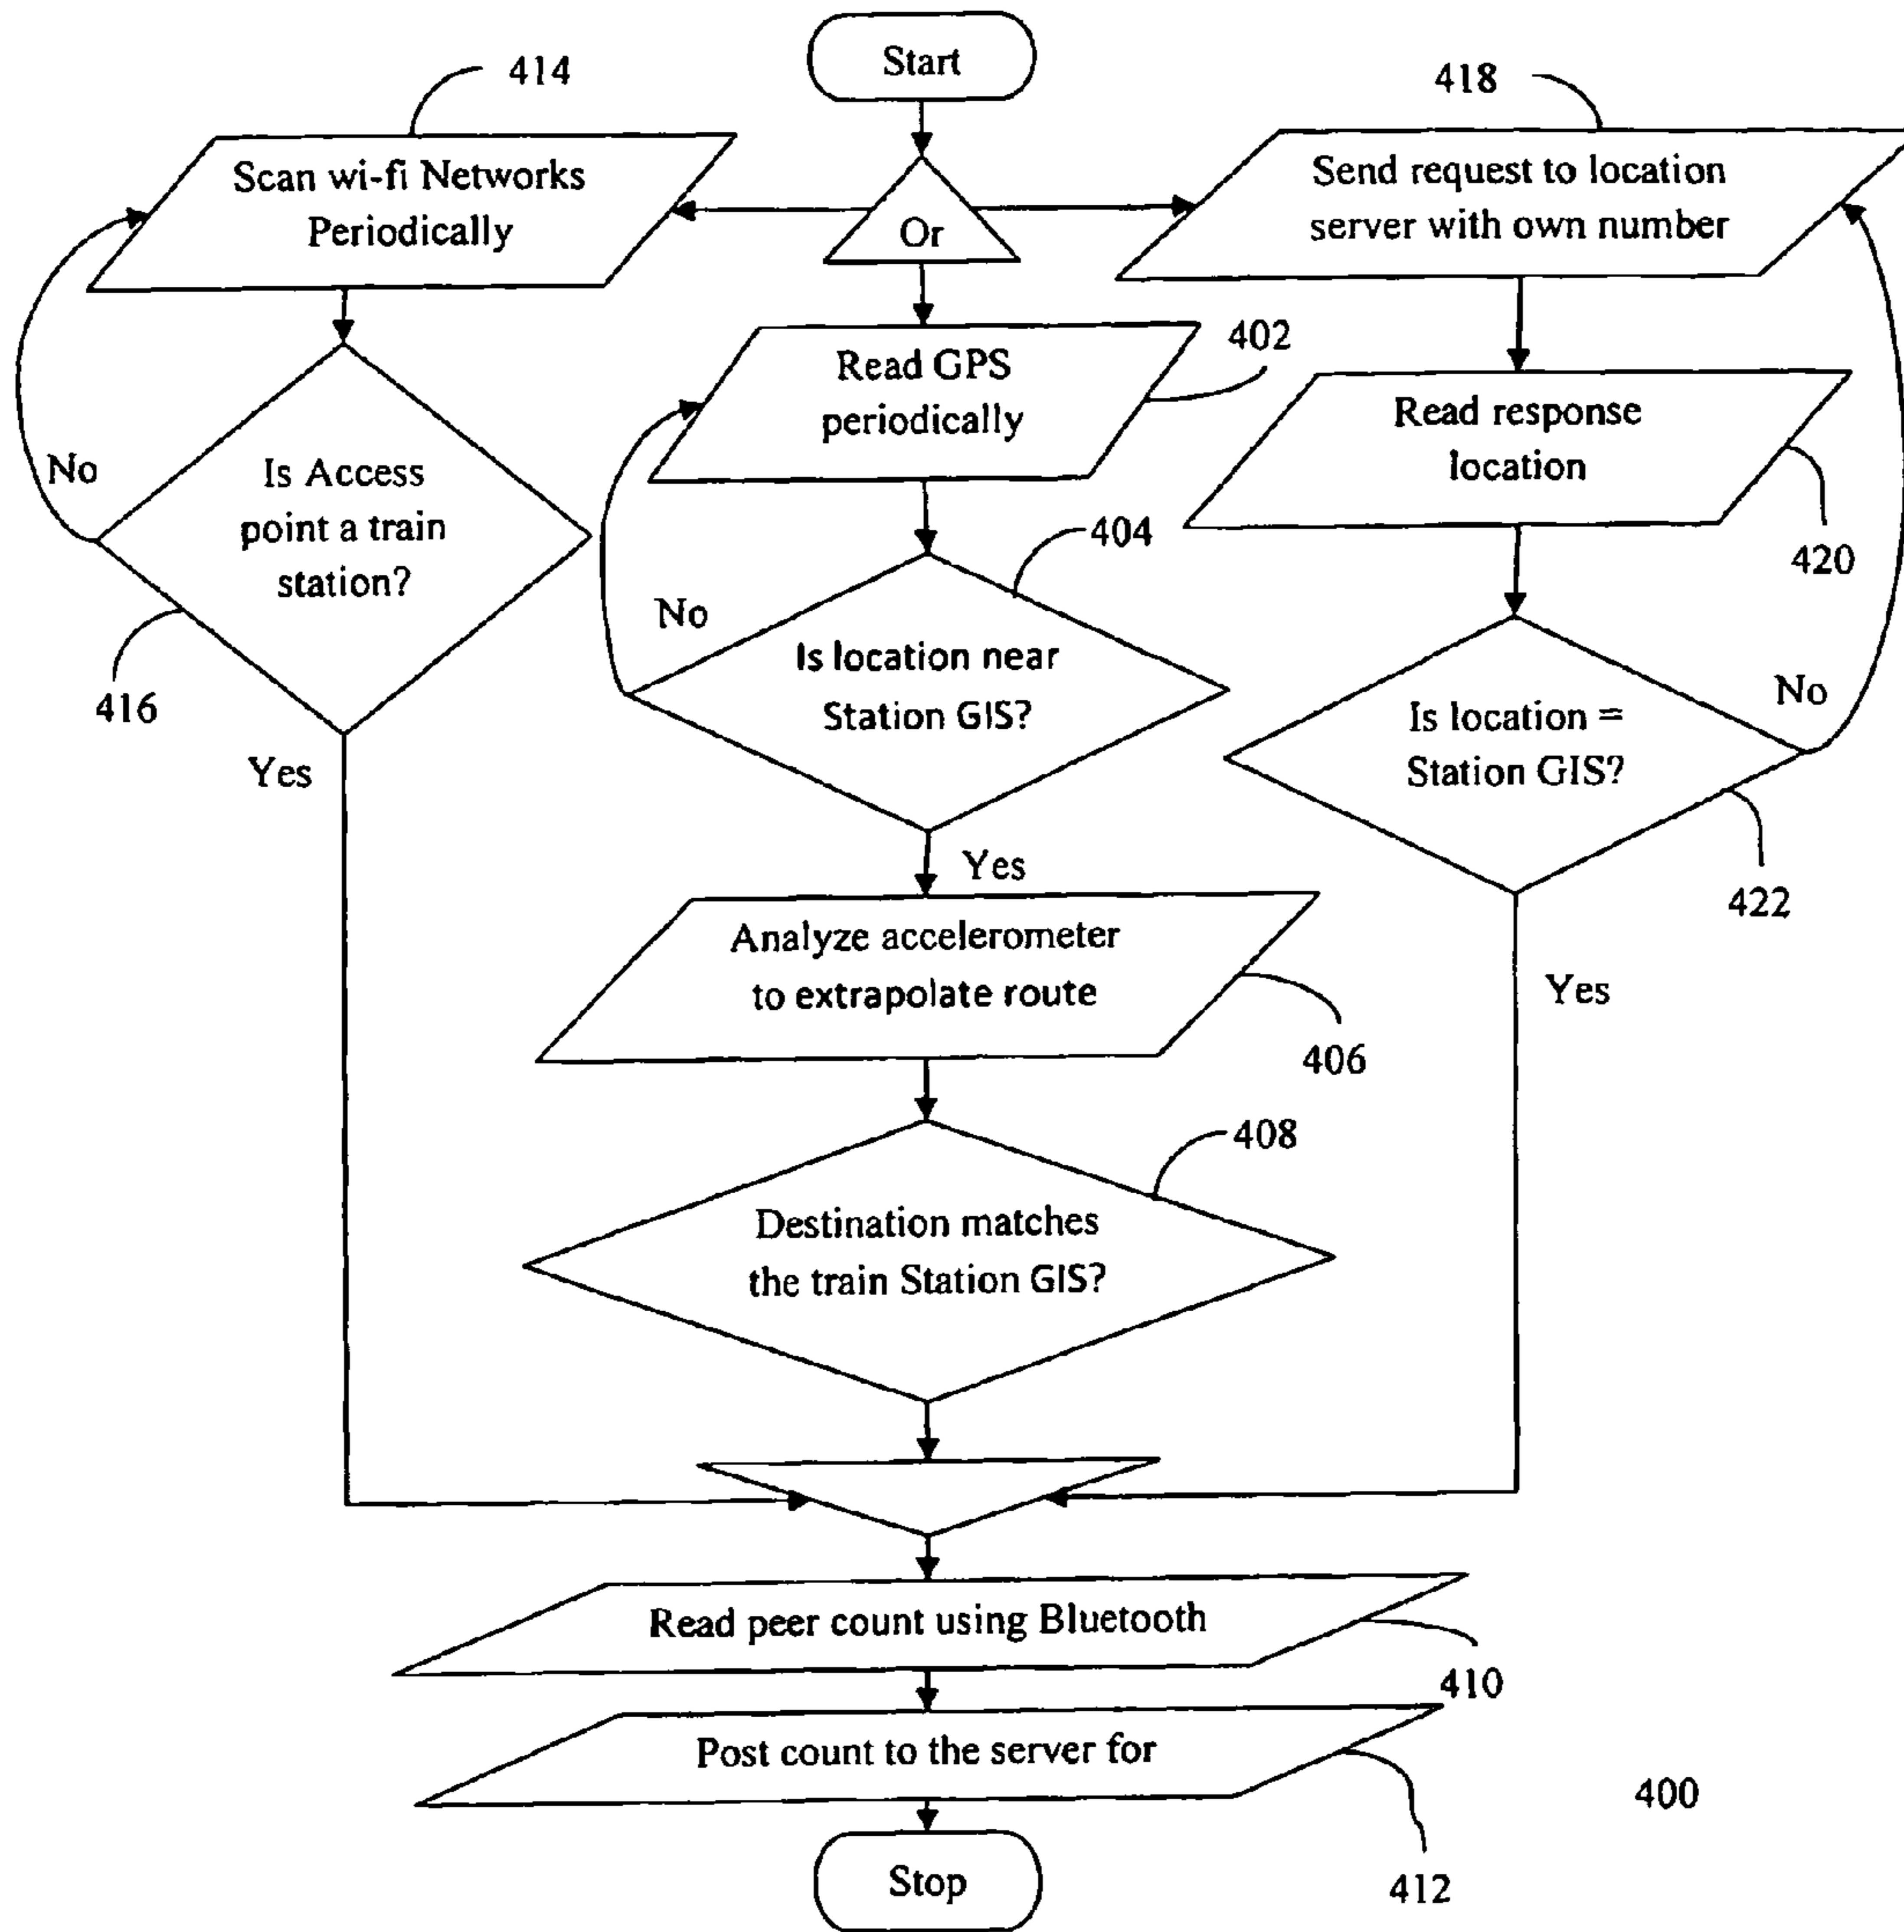 Start
414
418
Scan wi-fi Networks
Periodically
Or
Send request to location
server with own number
Read GPS
periodically
402
Read response
location
420
No
Is Access
point a train
station?
416
Yes
404
No
Is location near
Station GIS?
Yes
No
Is location =
Station GIS?
422
Yes
Analyze accelerometer
to extrapolate route
406
408
Destination matches
the train Station GIS?
Read peer count using Bluetooth
410
Post count to the server for
412
400
Stop